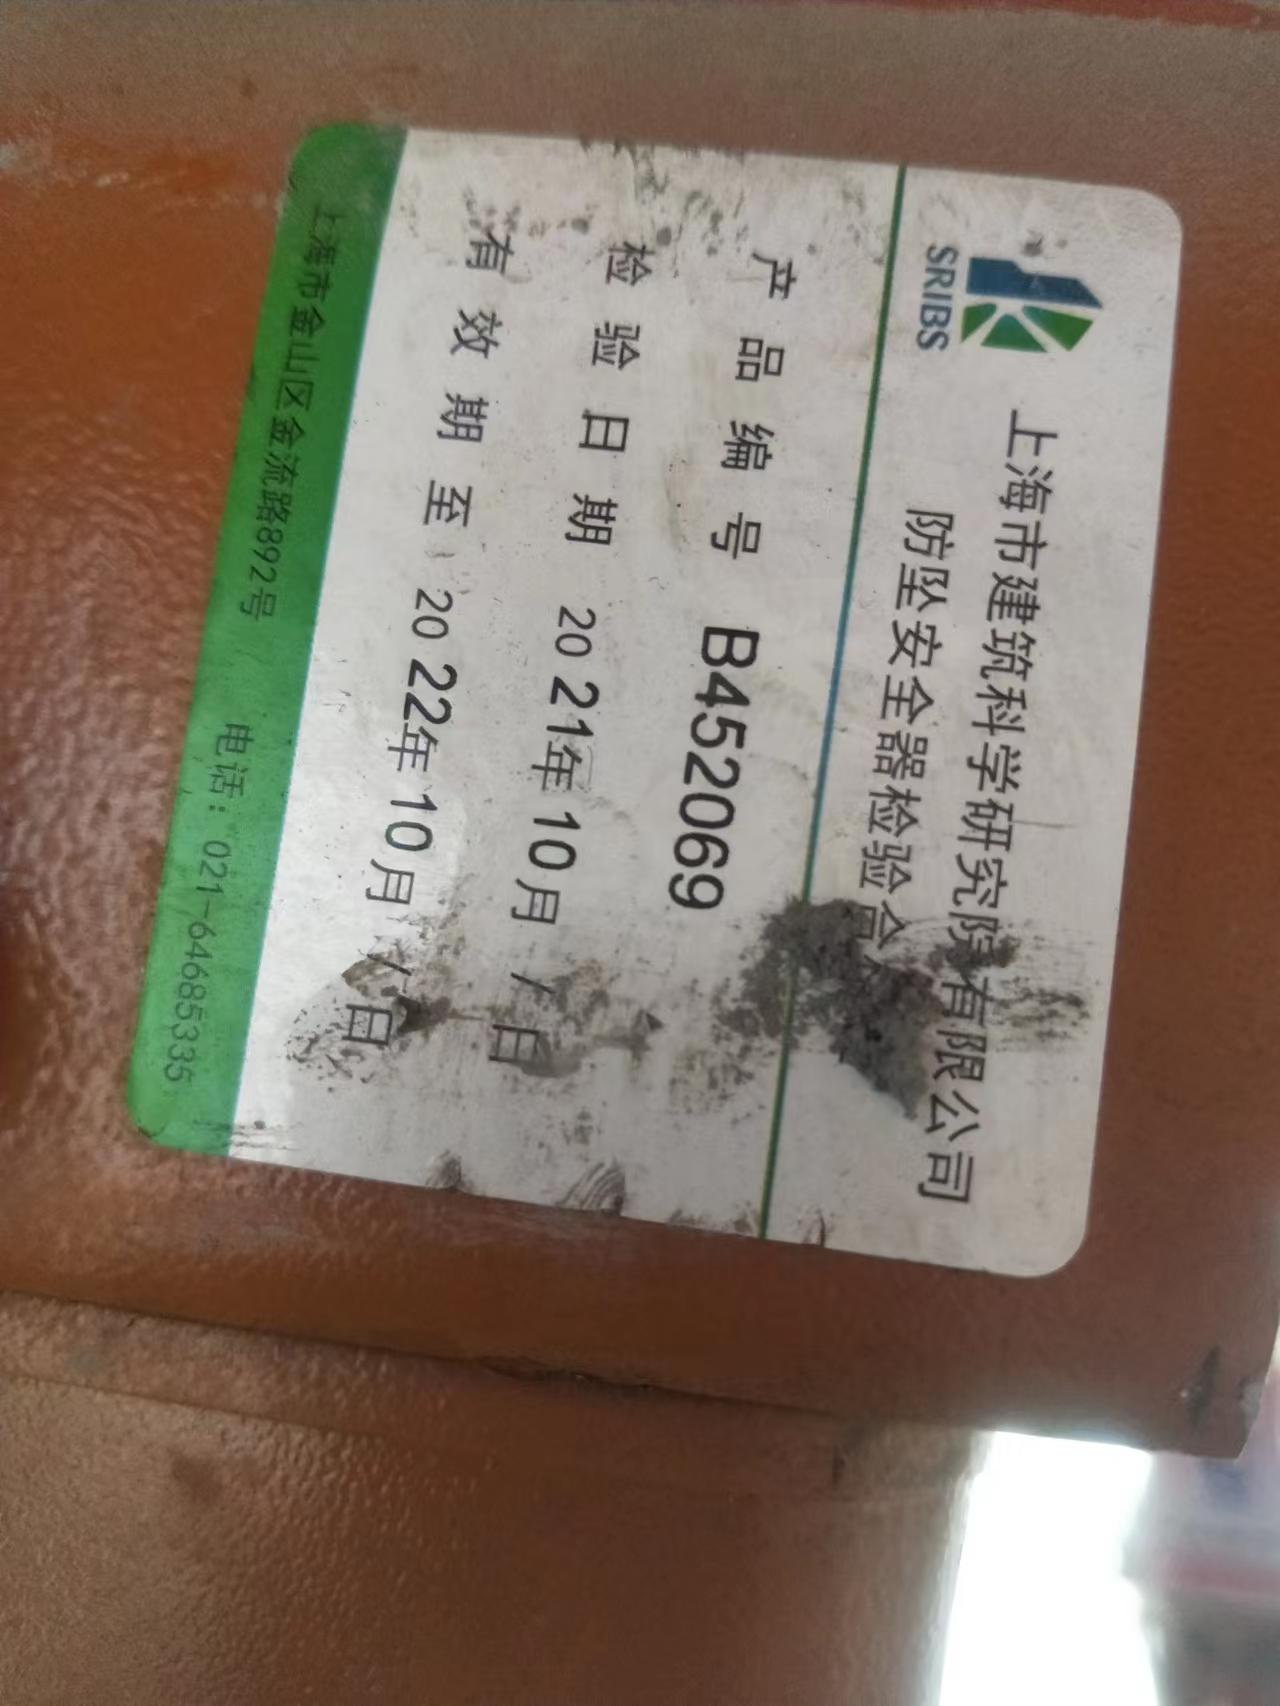 SRIBS
上海市建筑科学研究院有限公司
防坠安全器检验合
产品编号 B452069
检验日期 2021年10月/日
有效期至 2022年10月/日
上海市金山区金流路892号 电话：021-64685335